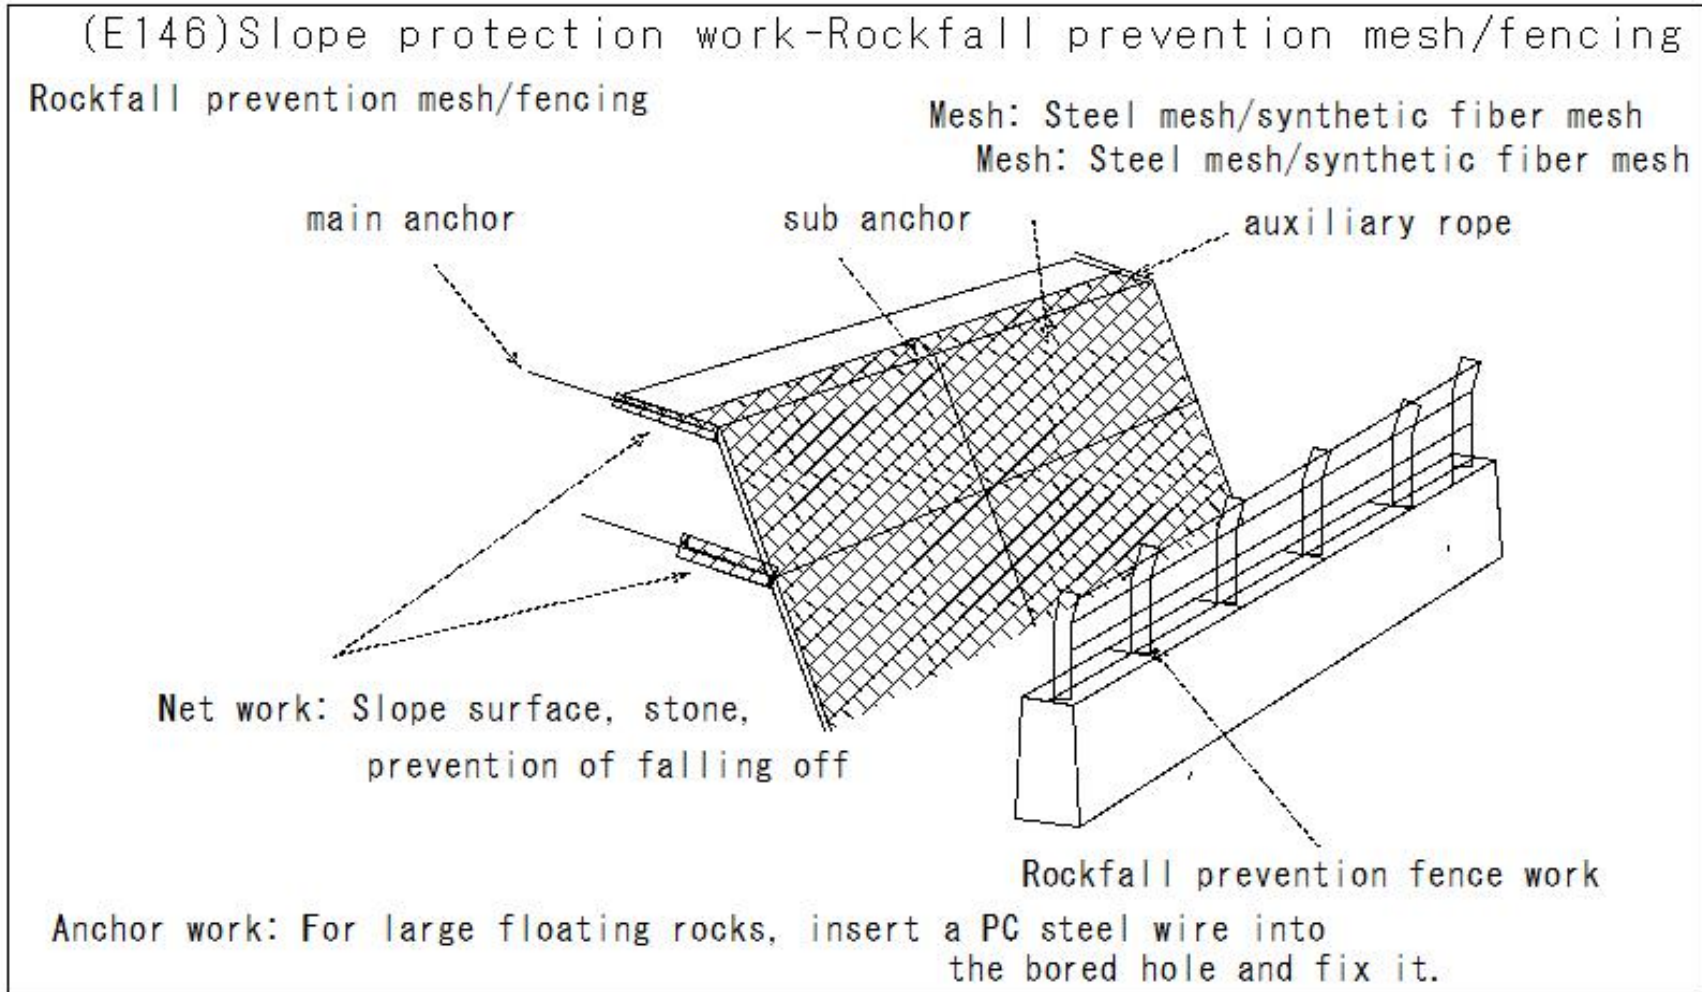 (E146)Slope protection work-Rockfall prevention mesh/fencing
Rockfall prevention mesh/fencing
Mesh: Steel mesh/synthetic fiber mesh
Mesh: Steel mesh/synthetic fiber mesh
main anchor
sub anchor
auxiliary rope
Net work: Slope surface, stone,
prevention of falling off
Rockfall prevention fence work
Anchor work: For large floating rocks, insert a PC steel wire into
the bored hole and fix it.